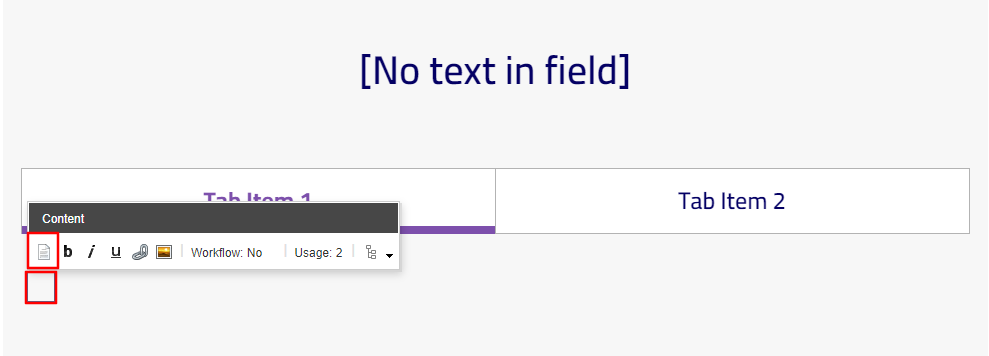 [No text in field]
Tab Item 1
Tab Item 2
Content
b i u Workflow: No Usage: 2